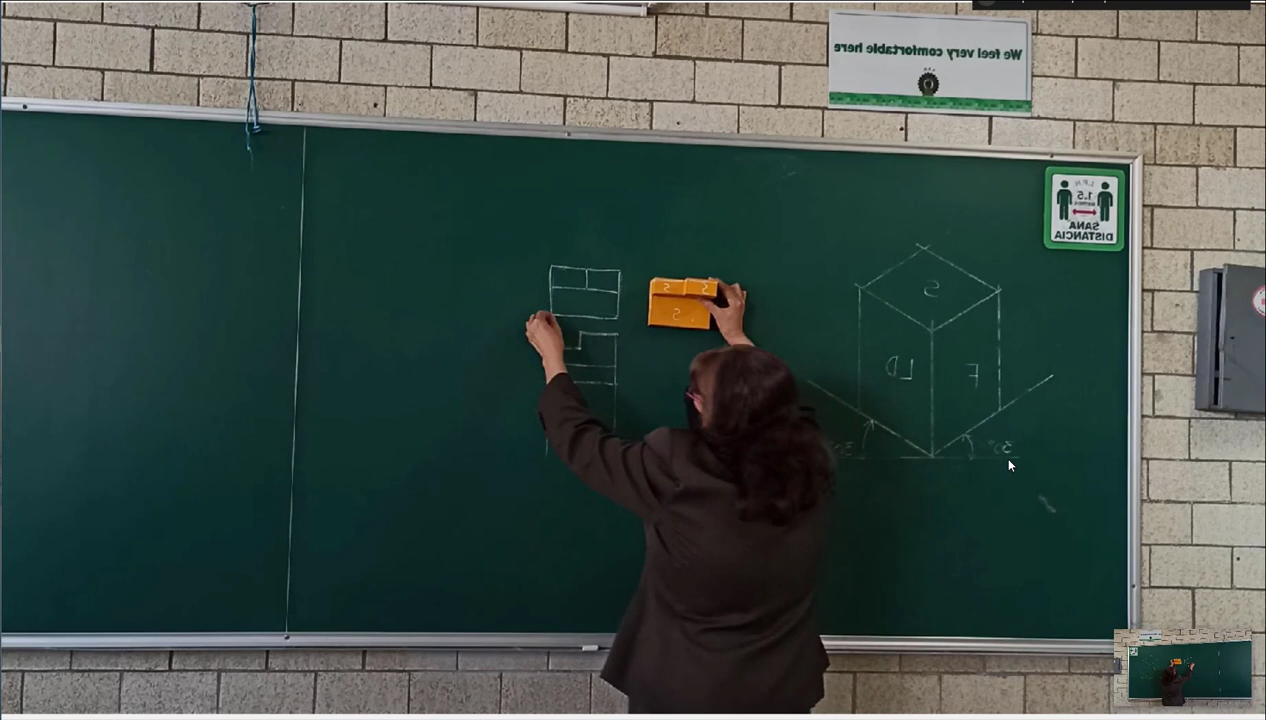 We feel very comfortable here
1.5
SANA
DISTANCIA
S
S
S
S
LD
F
30°